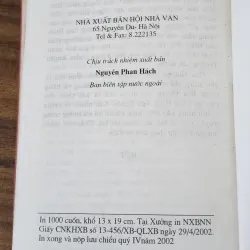 NHÀ XUẤT BẢN HỘI NHÀ VĂN
65 Nguyễn Du- Hà Nội
Tel & Fax: 8.222135
Chịu trách nhiệm xuất bản
Nguyễn Phan Hách
Ban biên tập nước ngoài
In 1000 cuốn, khổ 13 x 19 cm. Tại Xưởng in NXBNN
Giấy CNKHXB số 13-456/XB-QLXB ngày 29/4/2002.
In xong và nộp lưu chiểu quý IVnăm 2002